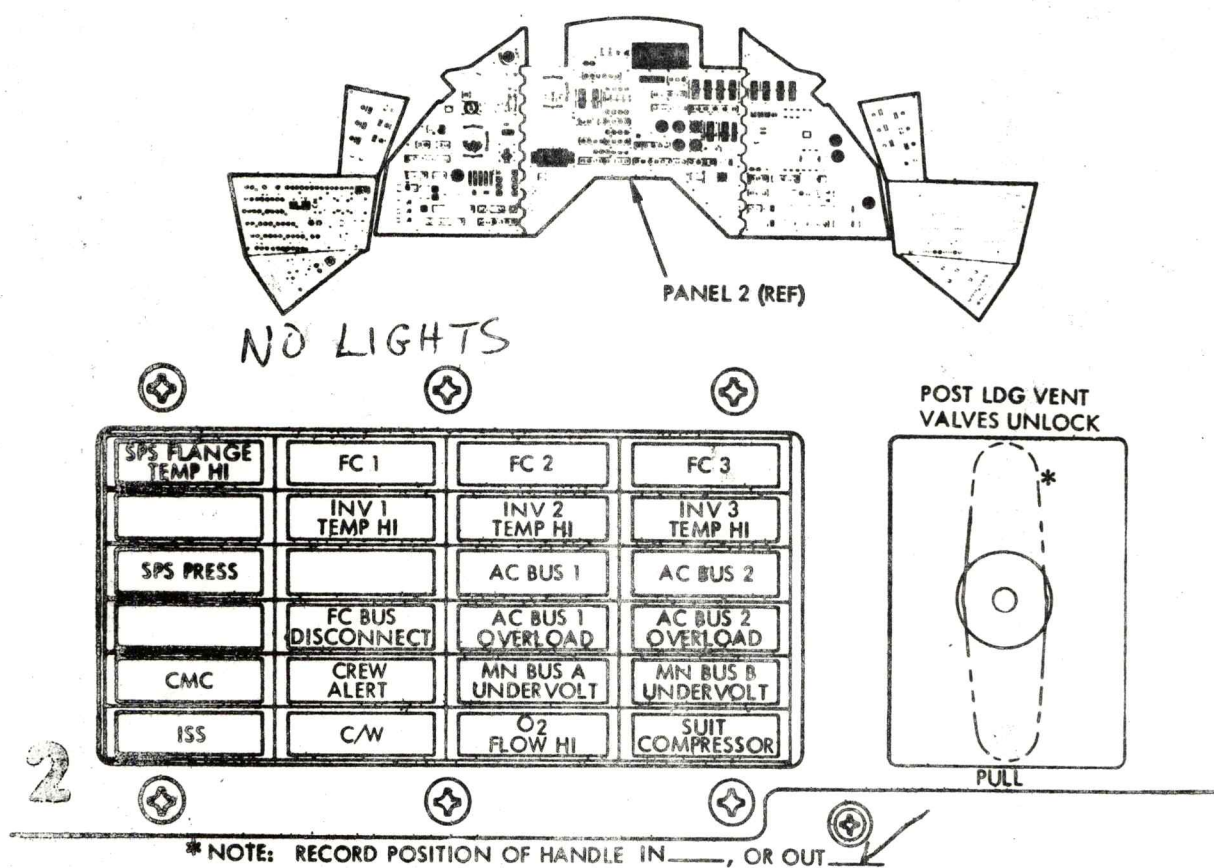 PANEL 2 (REF)
NO LIGHTS
POST LDG VENT
VALVES UNLOCK
SPS FLANGE
TEMP HI
FC 1
FC 2
FC 3
*
INV 1
TEMP HI
INV 2
TEMP HI
INV 3
TEMP HI
SPS PRESS
AC BUS 1
AC BUS 2
FC BUS
DISCONNECT
AC BUS 1
OVERLOAD
AC BUS 2
OVERLOAD
CMC
CREW
ALERT
MN BUS A
UNDERVOLT
MN BUS B
UNDERVOLT
ISS
C/W
O2
FLOW HI
SUIT
COMPRESSOR
PULL
2
* NOTE: RECORD POSITION OF HANDLE IN____, OR OUT ✓